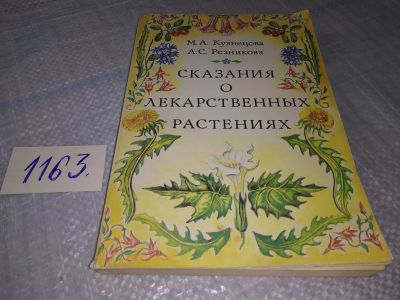 М.А. Кузнецова
А.С. Резникова
СКАЗАНИЯ
О
ЛЕКАРСТВЕННЫХ
РАСТЕНИЯХ
1163.